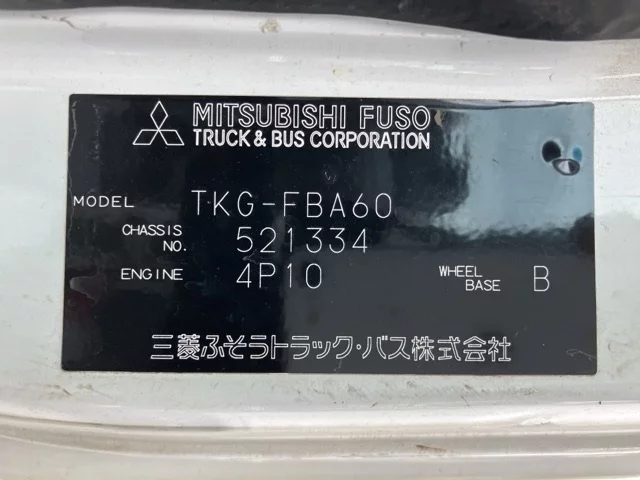 MITSUBISHI FUSO
TRUCK & BUS CORPORATION
MODEL TKG-FBA60
CHASSIS NO. 521334
ENGINE 4P10 WHEEL BASE B
三菱ふそうトラック・バス株式会社